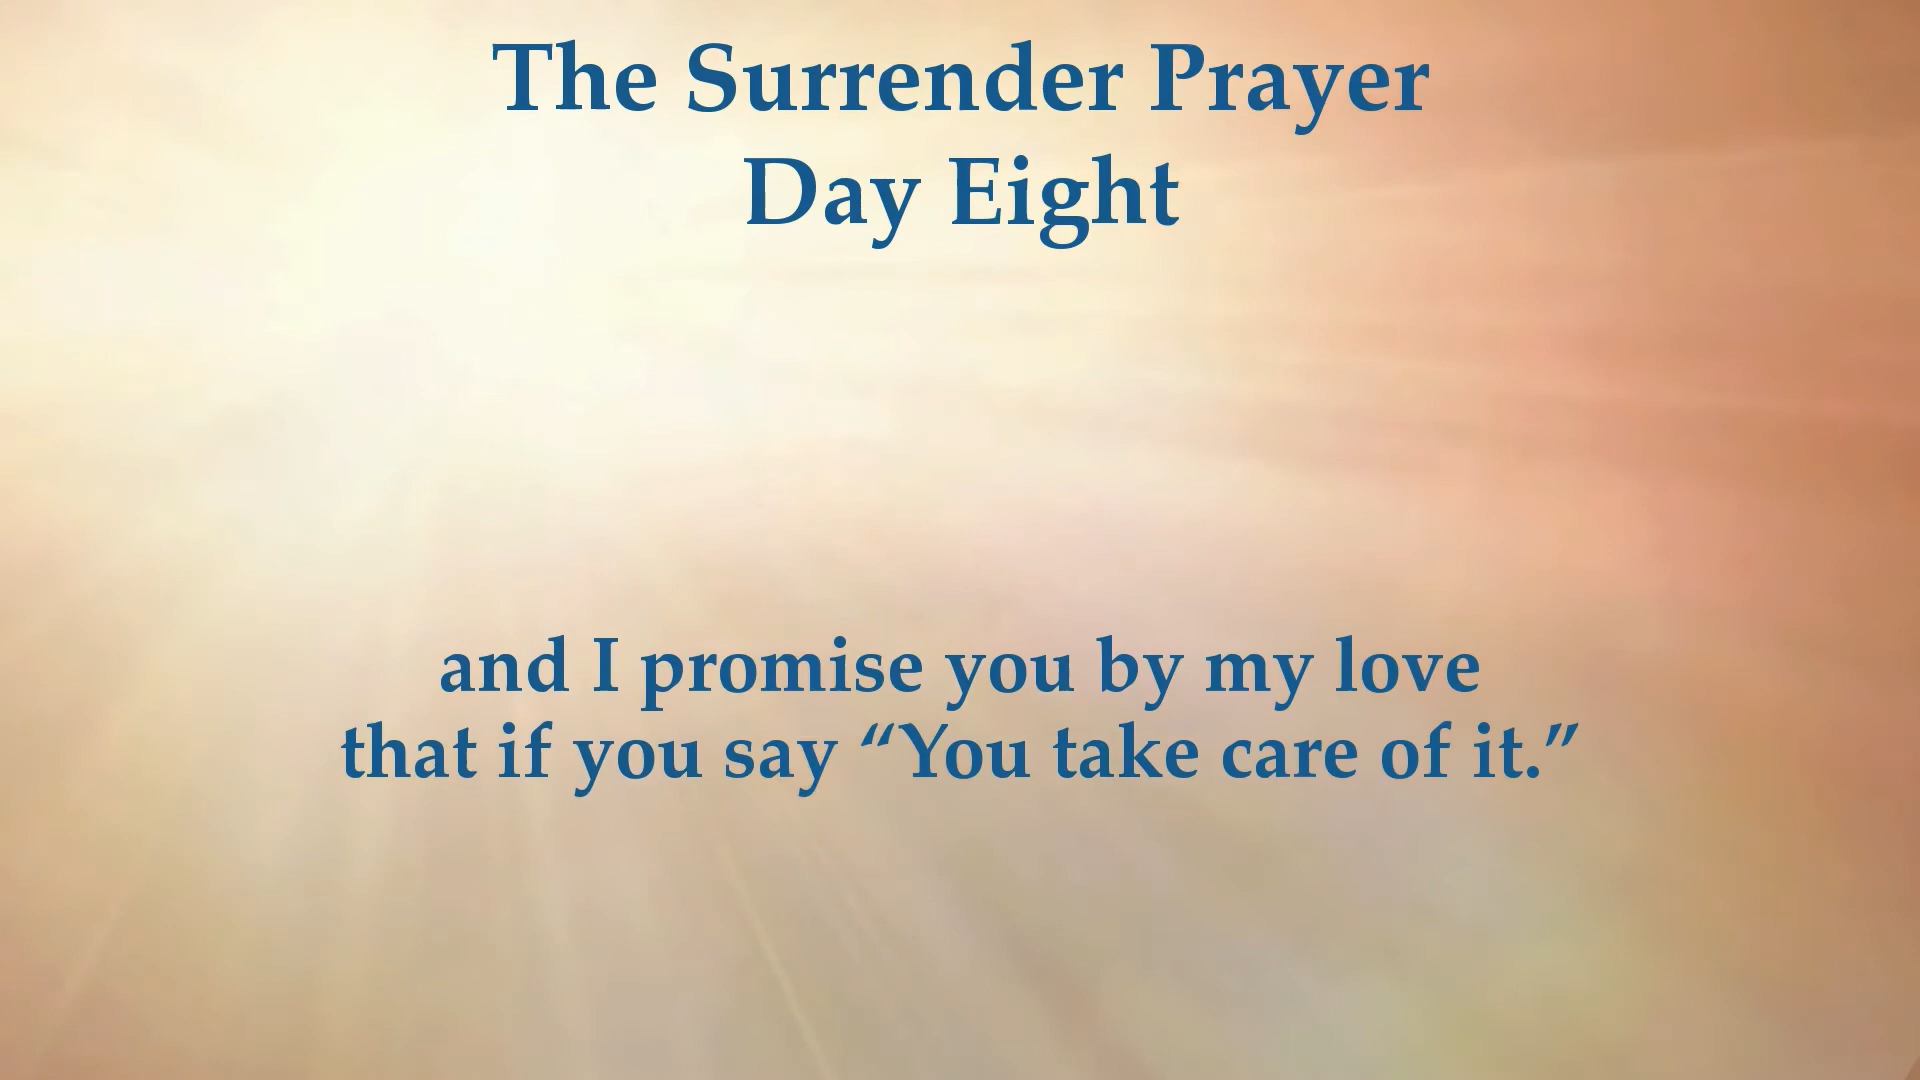 The Surrender Prayer
Day Eight
and I promise you by my love
that if you say “You take care of it.”